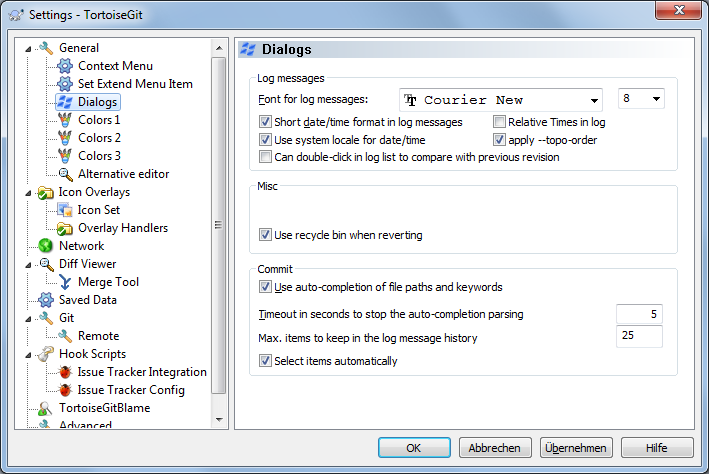 Settings - TortoiseGit
General
Context Menu
Set Extend Menu Item
Dialogs
Colors 1
Colors 2
Colors 3
Alternative editor
Icon Overlays
Icon Set
Overlay Handlers
Network
Diff Viewer
Merge Tool
Saved Data
Git
Remote
Hook Scripts
Issue Tracker Integration
Issue Tracker Config
TortoiseGitBlame
Advanced
Dialogs
Log messages
Font for log messages: Courier New 8
Short date/time format in log messages Relative Times in log
Use system locale for date/time apply --topo-order
Can double-click in log list to compare with previous revision
Misc
Use recycle bin when reverting
Commit
Use auto-completion of file paths and keywords
Timeout in seconds to stop the auto-completion parsing 5
Max. items to keep in the log message history 25
Select items automatically
OK Abbrechen Übernehmen Hilfe